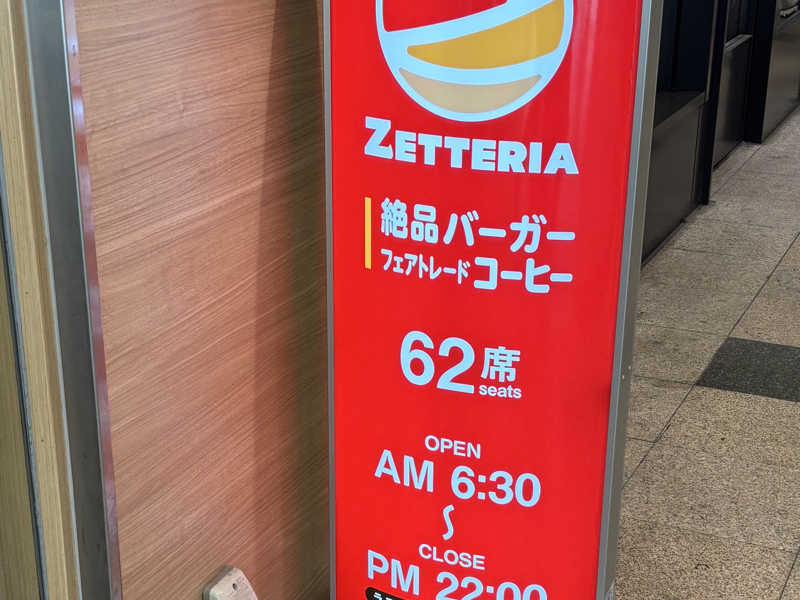 ZETTERIA
絶品バーガー
フェアトレードコーヒー
62席
seats
OPEN
AM 6:30
〜
CLOSE
PM 22:00